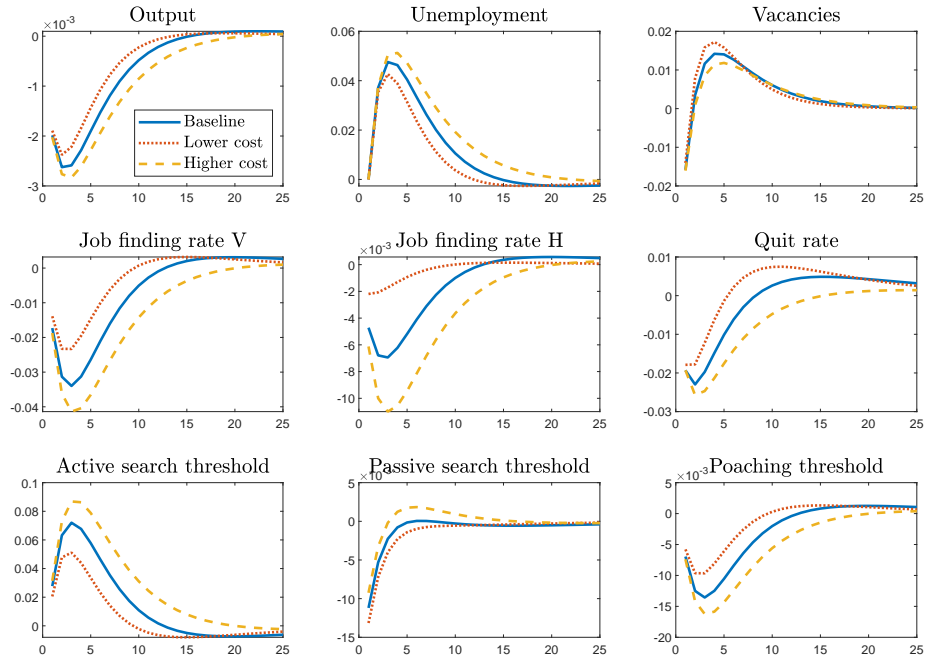 Output
×10-3
0
-1
-2
-3
0 5 10 15 20 25
Baseline
Lower cost
Higher cost
Unemployment
0.06
0.04
0.02
0
0 5 10 15 20 25
Vacancies
0.02
0.01
0
-0.01
-0.02
0 5 10 15 20 25
Job finding rate V
0
-0.01
-0.02
-0.03
-0.04
0 5 10 15 20 25
Job finding rate H
×10-3
0
-2
-4
-6
-8
-10
0 5 10 15 20 25
Quit rate
0.01
0
-0.01
-0.02
-0.03
0 5 10 15 20 25
Active search threshold
0.1
0.08
0.06
0.04
0.02
0
0 5 10 15 20 25
Passive search threshold
5
0
-5
-10
-15
0 5 10 15 20 25
Poaching threshold
×10-3
5
0
-5
-10
-15
-20
0 5 10 15 20 25